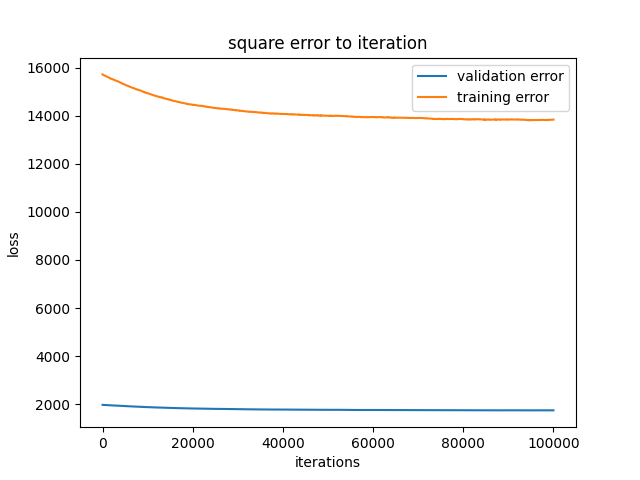 square error to iteration
validation error
training error
16000
14000
12000
10000
8000
6000
4000
2000
loss
0 20000 40000 60000 80000 100000
iterations